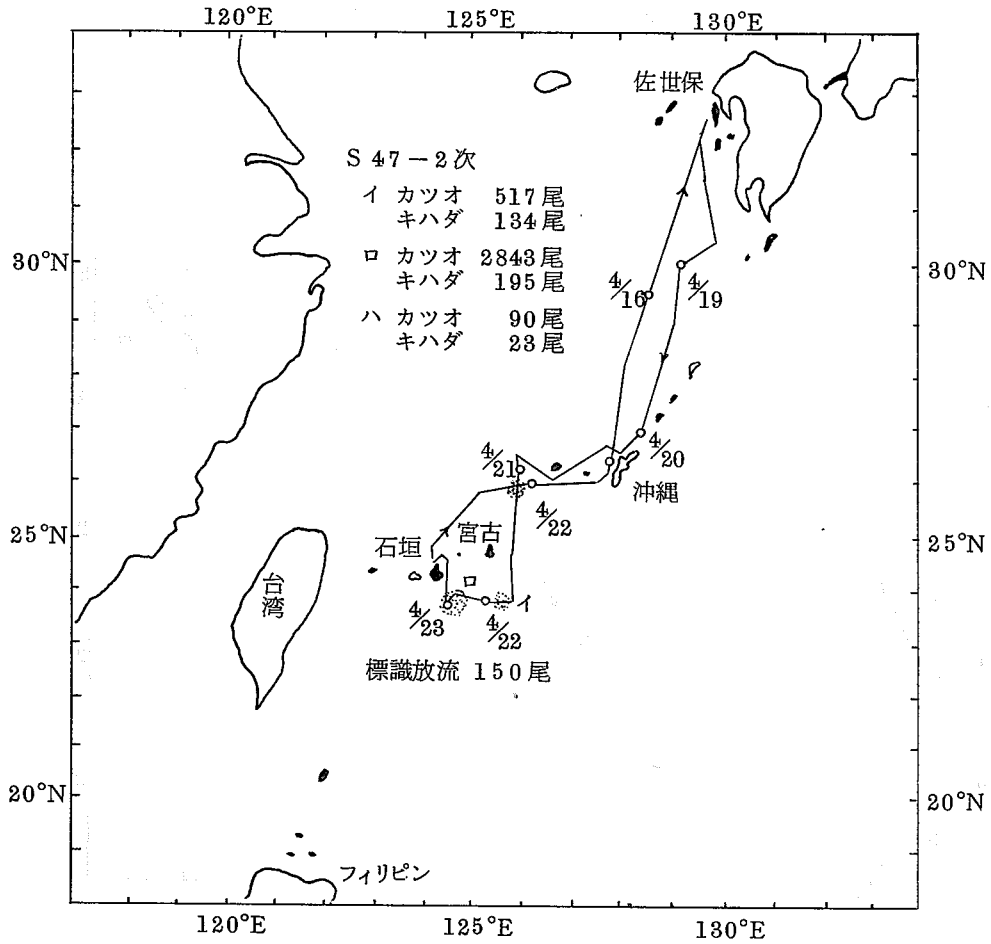 120°E 125°E 130°E
佐世保
S 47－2次
イ カツオ 517尾
キハダ 134尾
ロ カツオ 2843尾
キハダ 195尾
ハ カツオ 90尾
キハダ 23尾
30°N 30°N
4/16 4/19
4/21 4/20
沖縄
4/22
25°N 25°N
石垣 宮古
台湾
ロ イ
4/23 4/22
標識放流 150尾
20°N 20°N
フィリピン
120°E 125°E 130°E